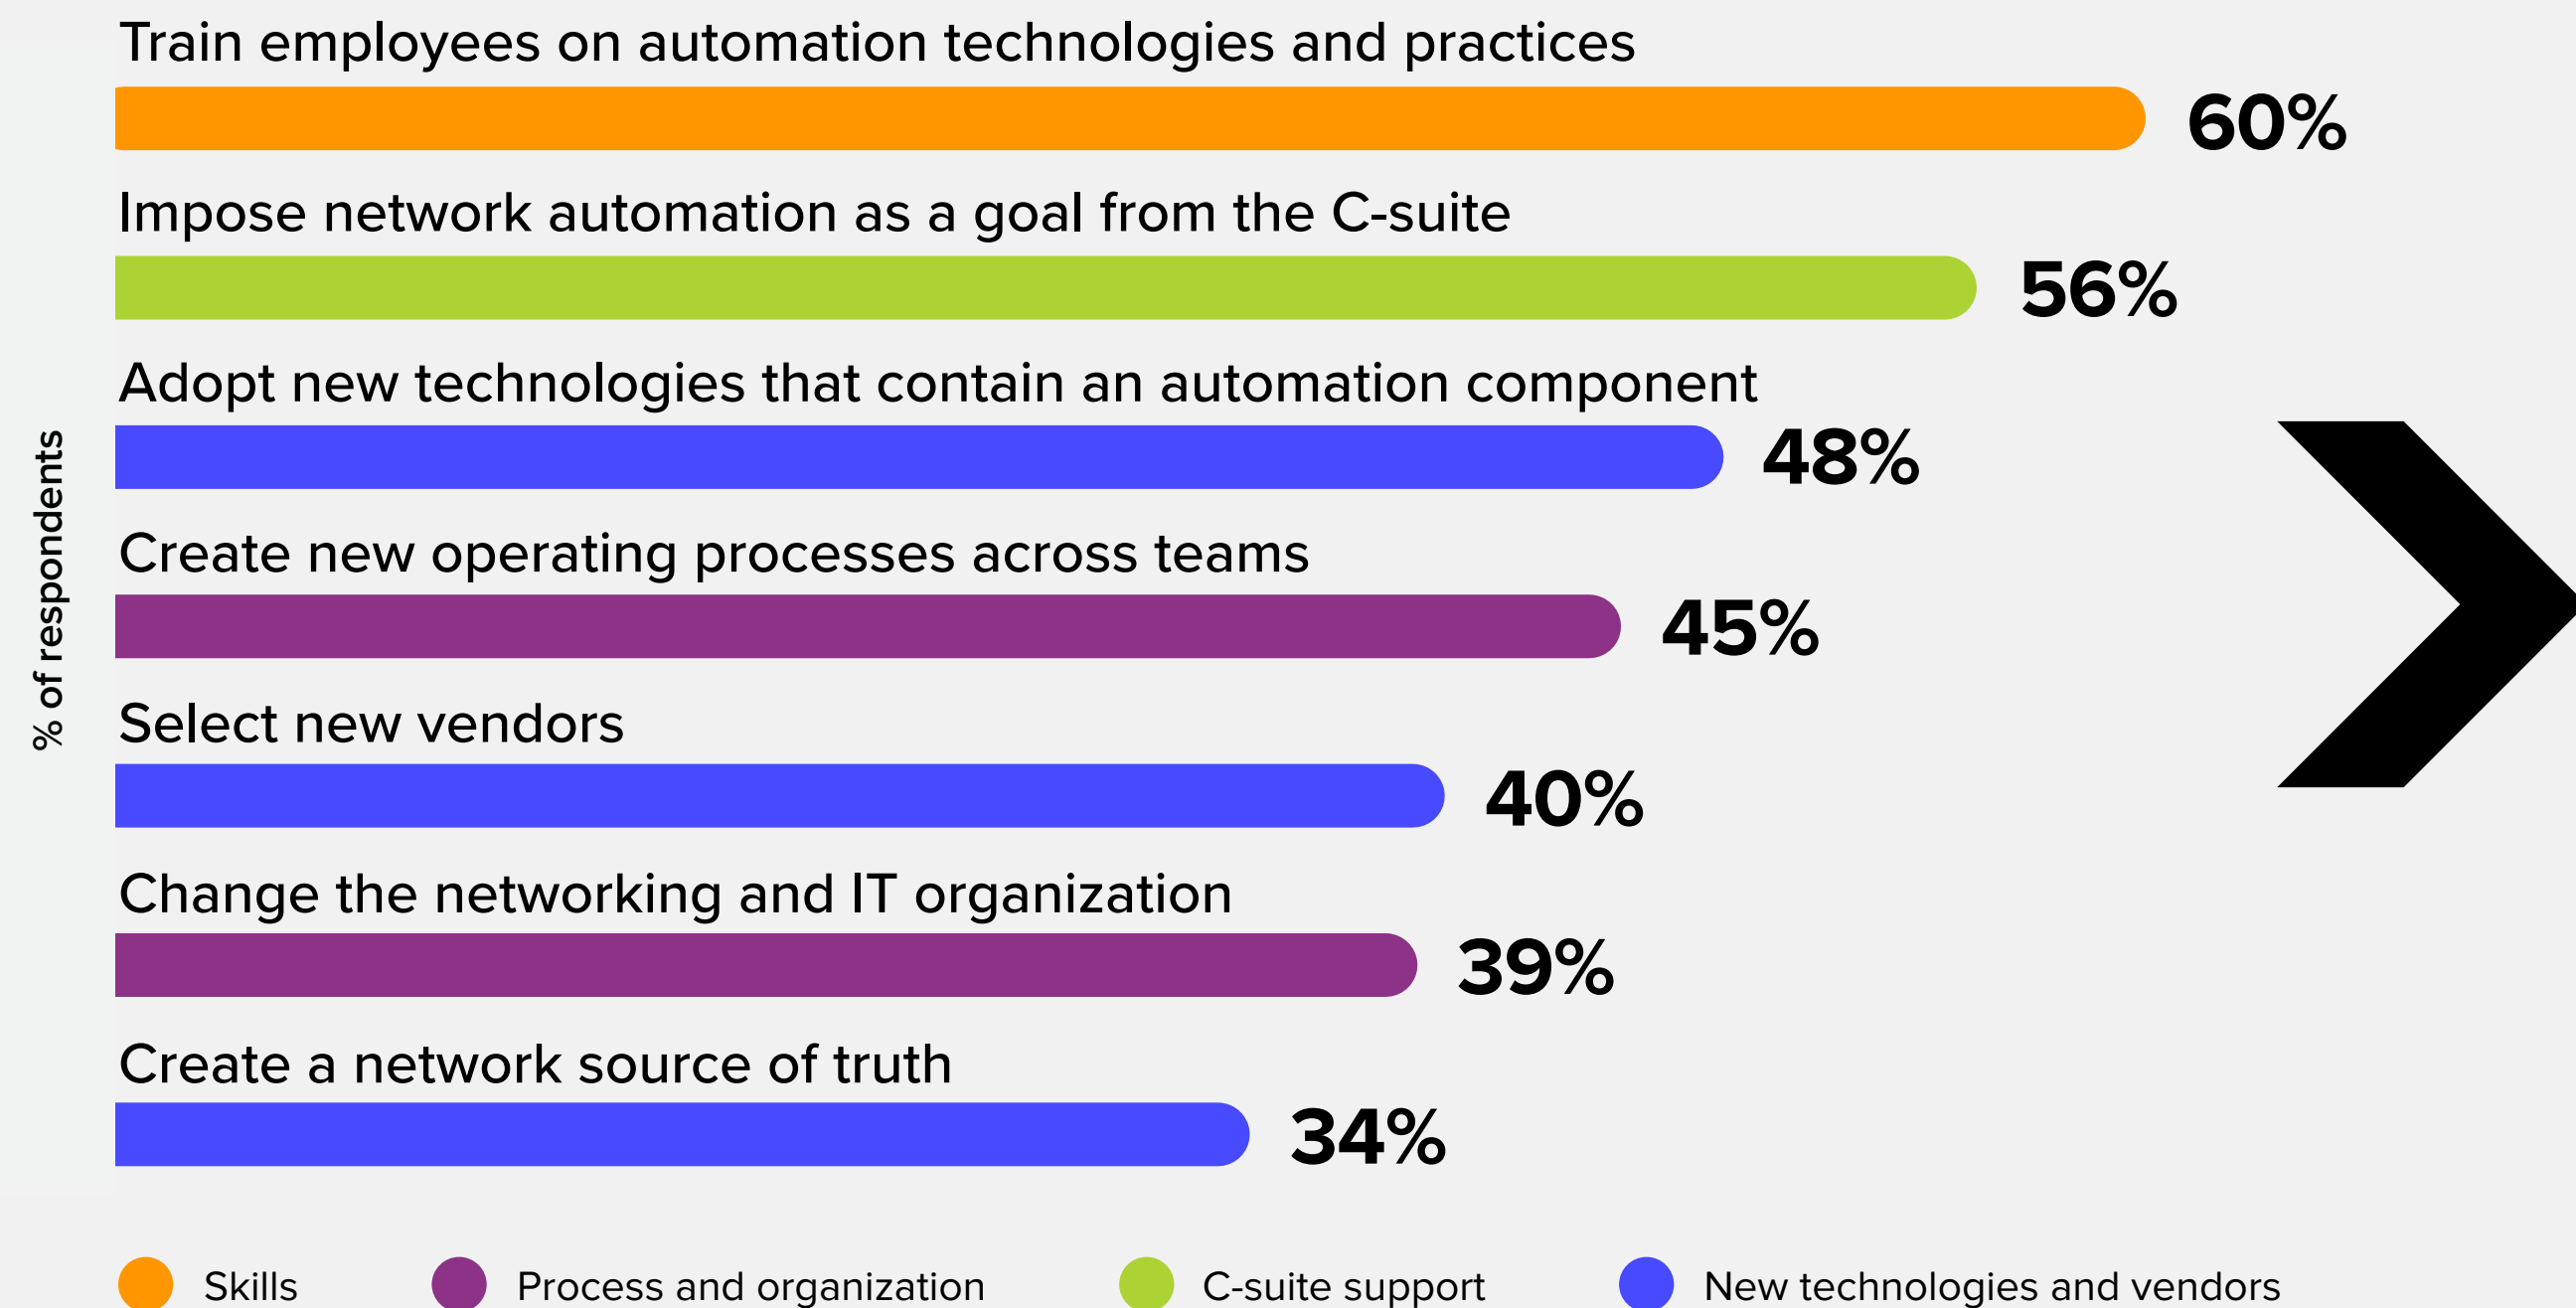 Train employees on automation technologies and practices
60%
Impose network automation as a goal from the C-suite
56%
Adopt new technologies that contain an automation component
48%
Create new operating processes across teams
45%
Select new vendors
40%
Change the networking and IT organization
39%
Create a network source of truth
34%
% of respondents
Skills
Process and organization
C-suite support
New technologies and vendors